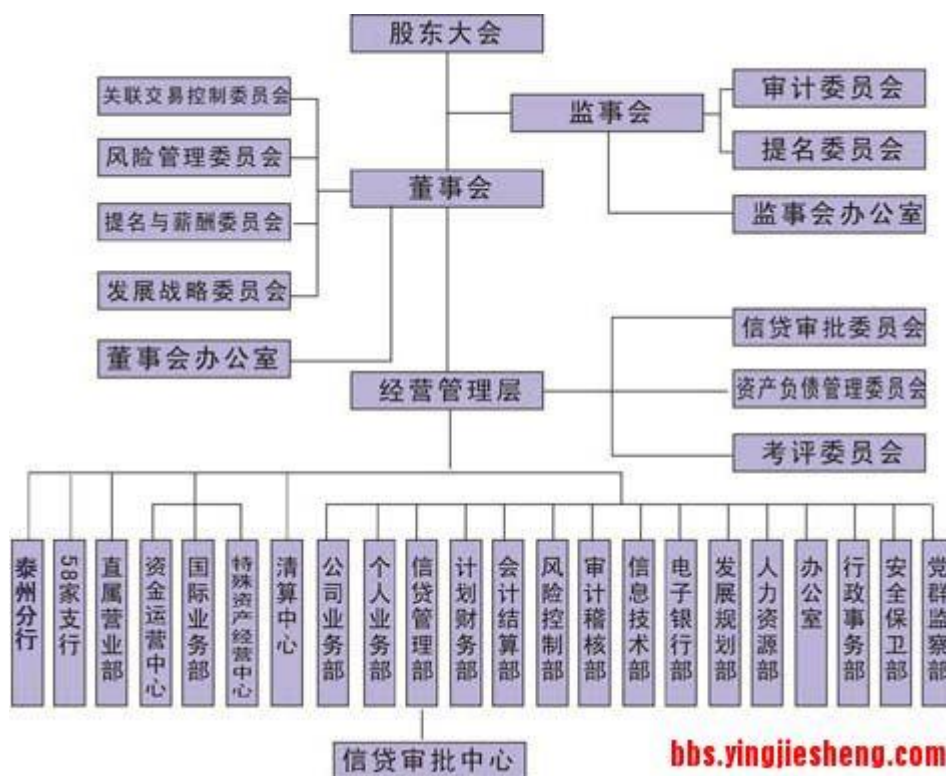 股东大会
关联交易控制委员会
风险管理委员会
提名与薪酬委员会
发展战略委员会
董事会办公室
监事会
董事会
审计委员会
提名委员会
监事会办公室
经营管理层
信贷审批委员会
资产负债管理委员会
考评委员会
泰州分行
58家支行
直属营业部
资金运营中心
国际业务部
特殊资产经营中心
清算中心
公司业务部
个人业务部
信贷管理部
计划财务部
会计结算部
风险控制部
审计稽核部
信息技术部
电子银行部
发展规划部
人力资源部
办公室
行政事务部
安全保卫部
党群监察部
信贷审批中心
bbs.yingjiesheng.com